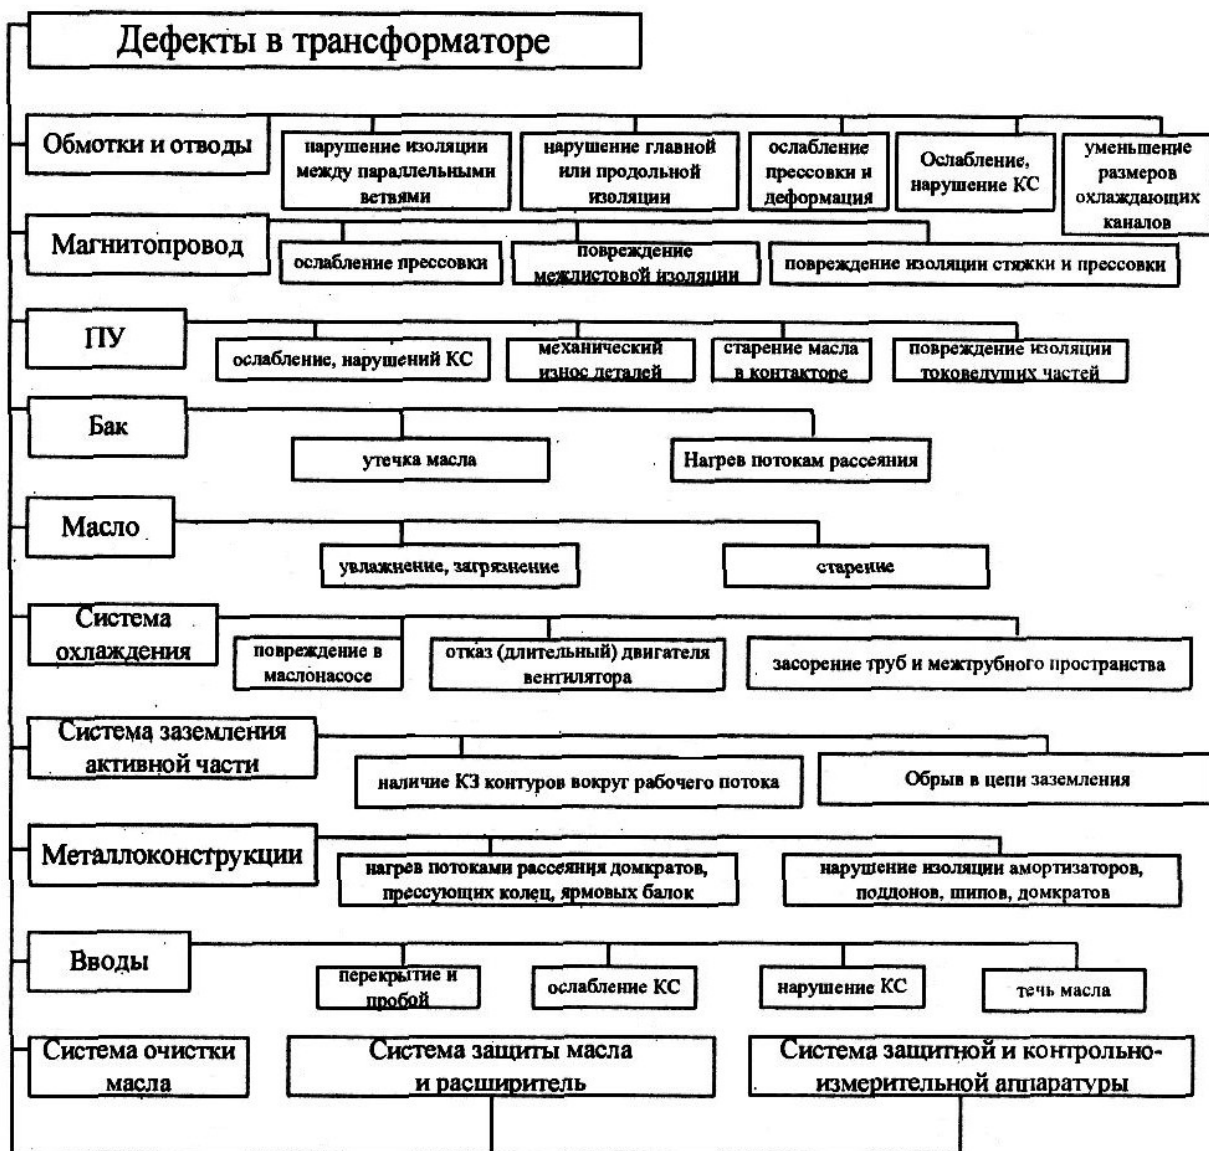 Дефекты в трансформаторе
Обмотки и отводы
нарушение изоляции
между параллельными
ветвями
нарушение главной
или продольной
изоляции
ослабление
прессовки и
деформация
Ослабление,
нарушение КС
уменьшение
размеров
охлаждающих
каналов
Магнитопровод
ослабление прессовки
повреждение
межлистовой изоляции
повреждение изоляции стяжки и прессовки
ПУ
ослабление, нарушений КС
механический
износ деталей
старение масла
в контакторе
повреждение изоляции
токоведущих частей
Бак
утечка масла
Нагрев потокам рассеяния
Масло
увлажнение, загрязнение
старение
Система
охлаждения
повреждение в
маслонасосе
отказ (длительный) двигателя
вентилятора
засорение труб и межтрубного пространства
Система заземления
активной части
наличие КЗ контуров вокруг рабочего потока
Обрыв в цепи заземления
Металлоконструкции
нагрев потоками рассеяния домкратов,
прессующих колец, ярмовых балок
нарушение изоляции амортизаторов,
поддонов, шипов, домкратов
Вводы
перекрытие и
пробой
ослабление КС
нарушение КС
течь масла
Система очистки
масла
Система защиты масла
и расширитель
Система защитной и контрольно-
измерительной аппаратуры